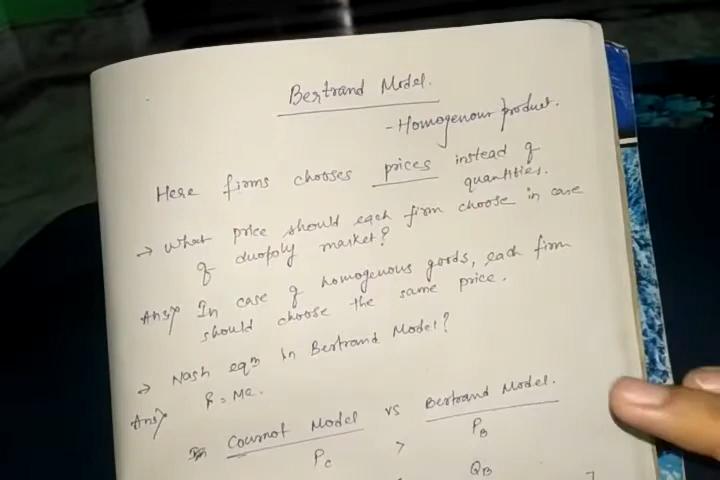 Bertrand Model.
- Homogenous product.
Here firms chooses prices instead of
quantities.
→ What price should each firm choose in case
of duopoly market?
Ans> In case of homogenous goods, each firm
should choose the same price.
→ Nash eqm in Bertrand Model?
Ans> P = MC.
Cournot Model vs Bertrand Model.
Pc > PB
QB